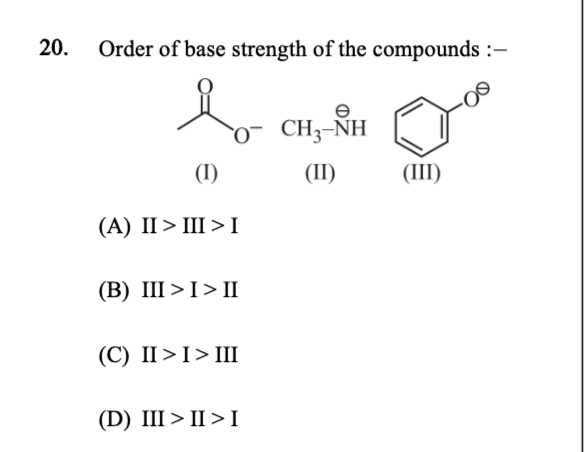 20. Order of base strength of the compounds :–
O
O⁻ CH₃–N⊖H O⊖
(I) (II) (III)
(A) II > III > I
(B) III > I > II
(C) II > I > III
(D) III > II > I